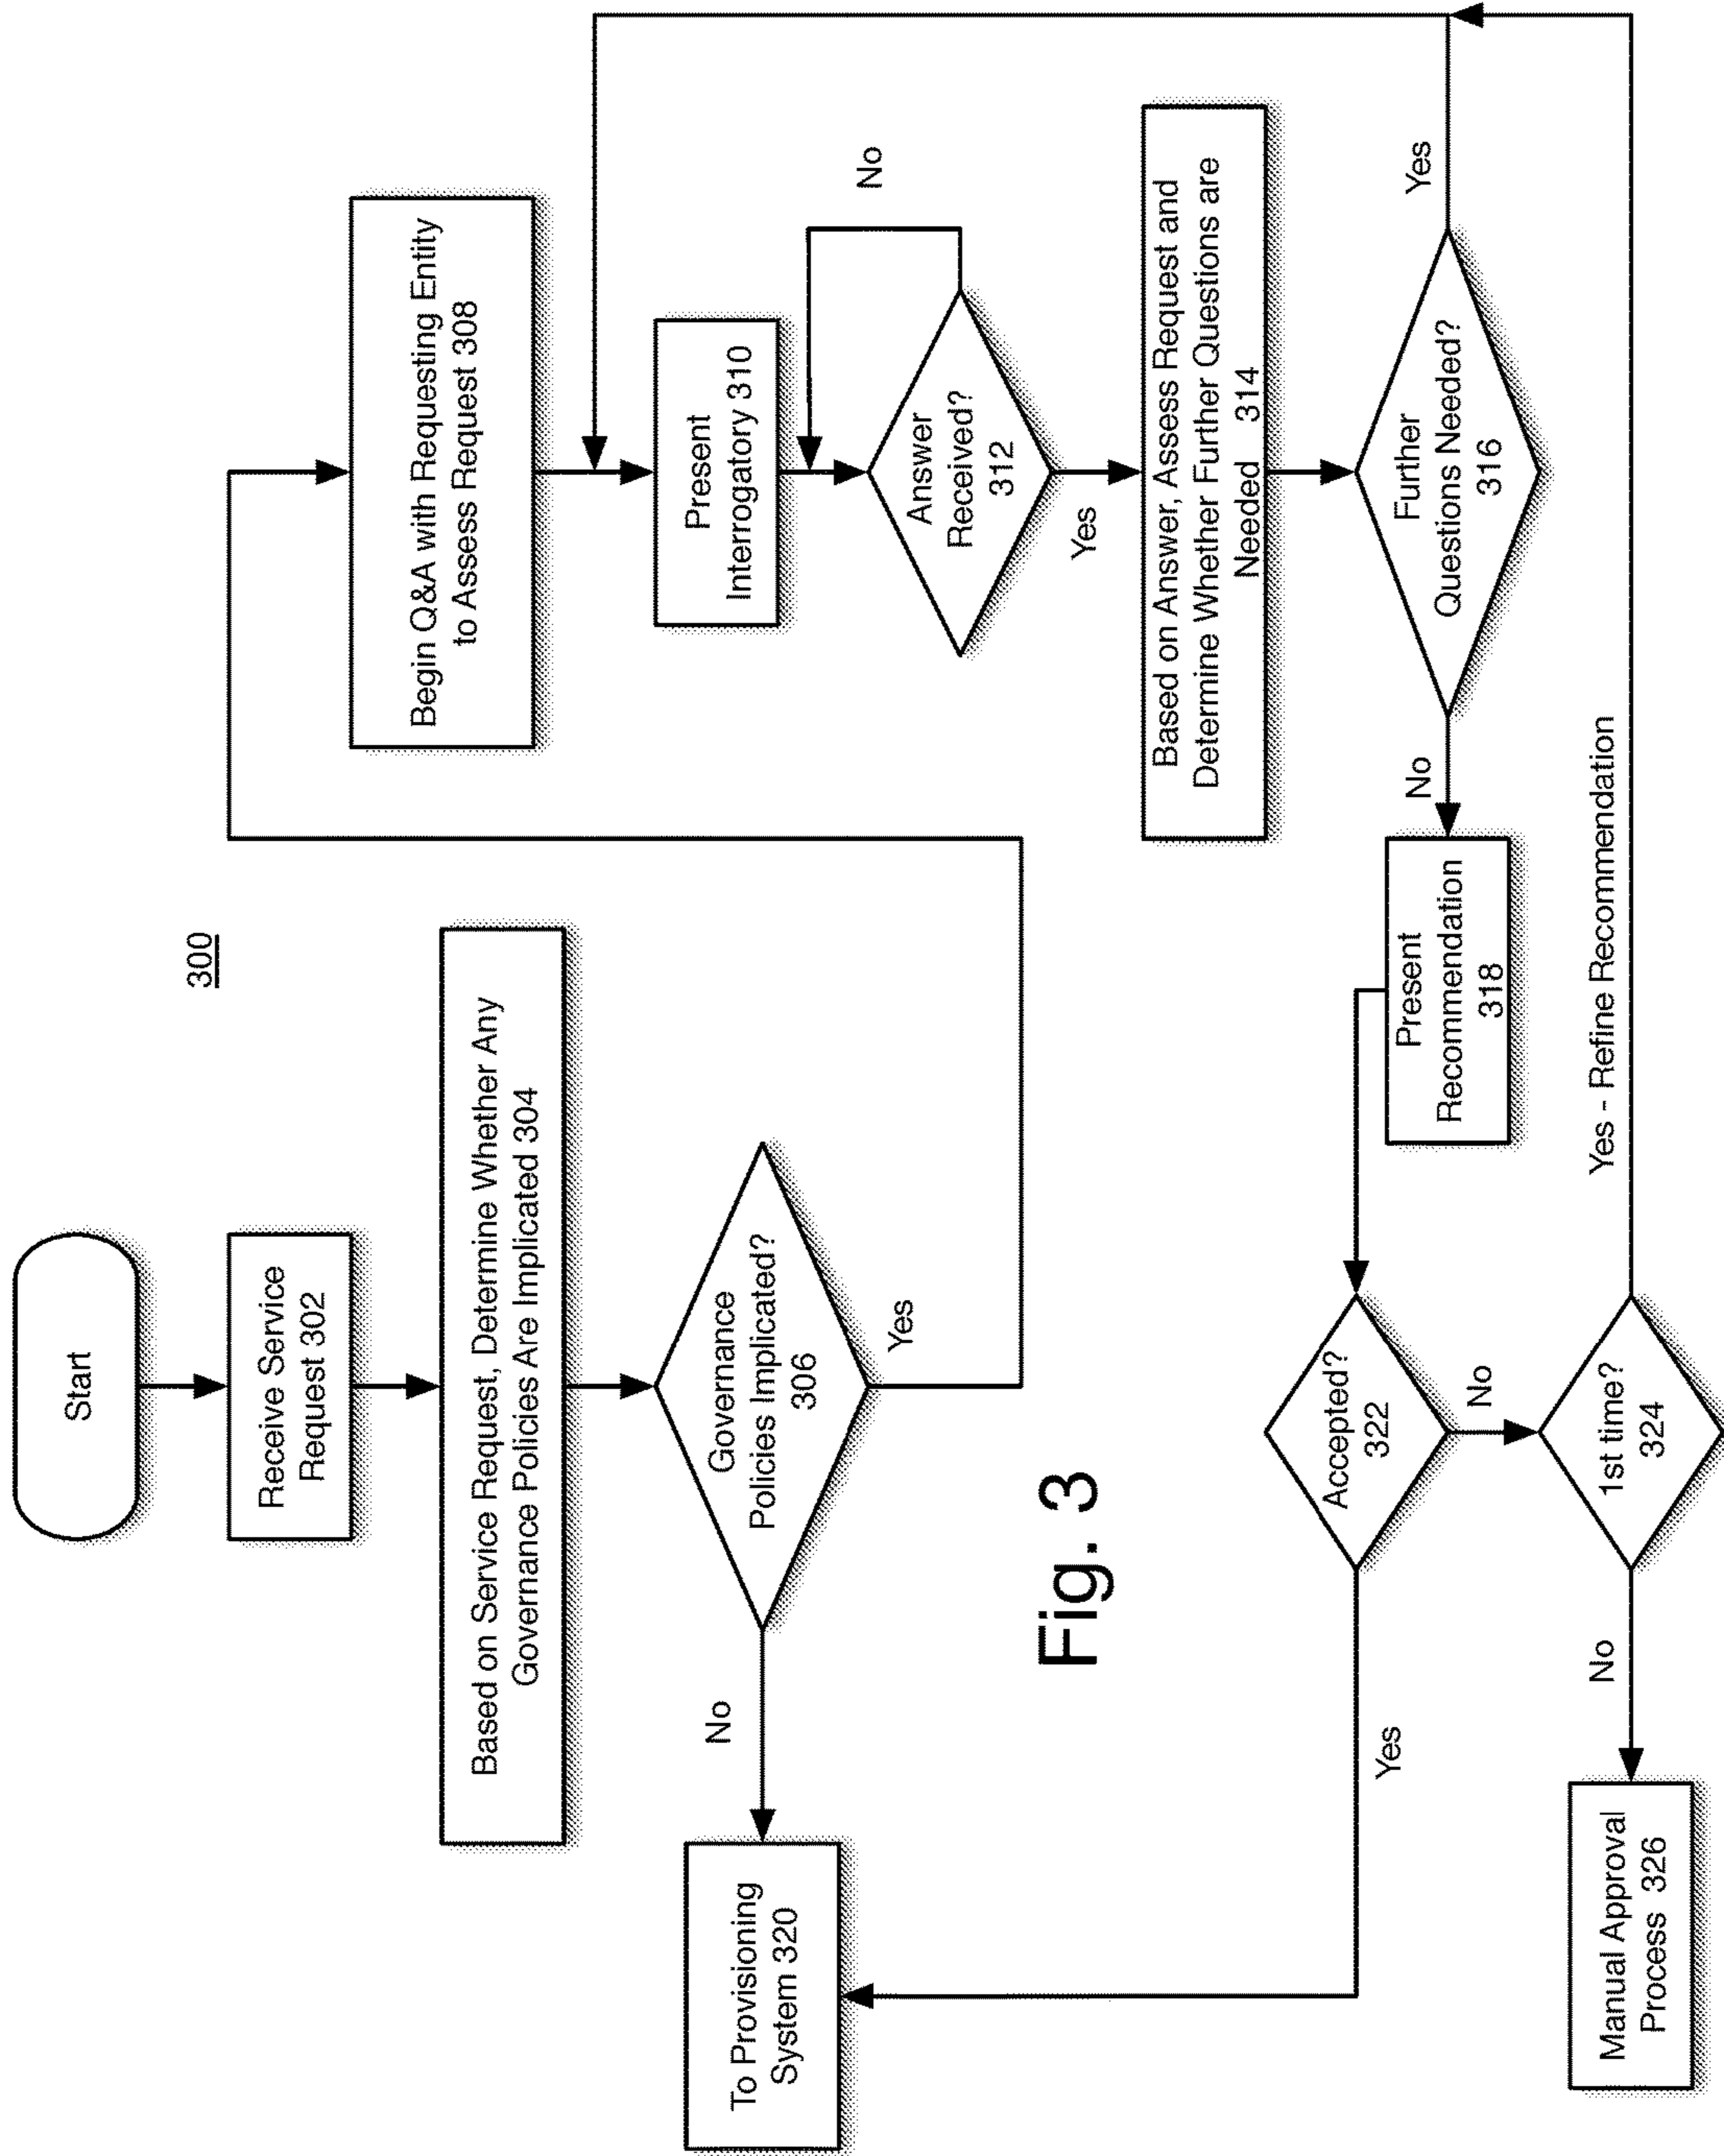 300
Start
Receive Service
Request 302
Based on Service Request, Determine Whether Any
Governance Policies Are Implicated 304
Governance
Policies Implicated?
306
No
Yes
To Provisioning
System 320
Begin Q&A with Requesting Entity
to Assess Request 308
Present
Interrogatory 310
Answer
Received?
312
No
Yes
Based on Answer, Assess Request and
Determine Whether Further Questions are
Needed 314
Further
Questions Needed?
316
Yes
No
Present
Recommendation
318
Accepted?
322
Yes
No
1st time?
324
Yes - Refine Recommendation
No
Manual Approval
Process 326
Fig. 3